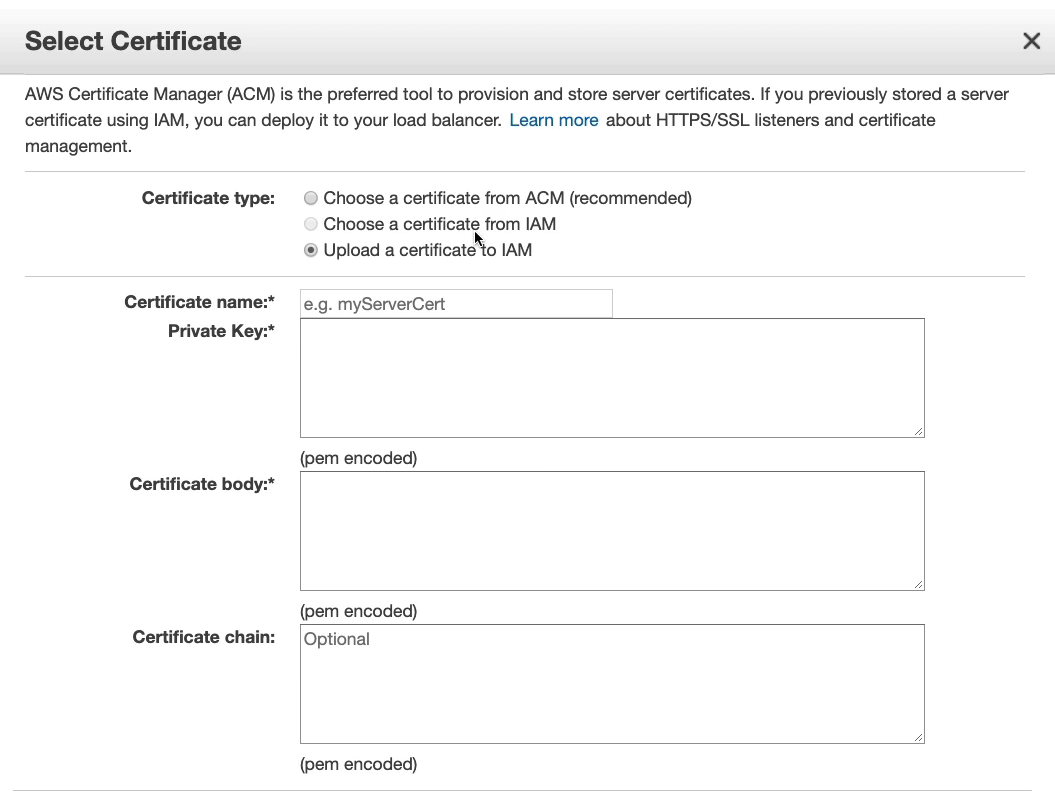 Select Certificate
AWS Certificate Manager (ACM) is the preferred tool to provision and store server certificates. If you previously stored a server
certificate using IAM, you can deploy it to your load balancer. Learn more about HTTPS/SSL listeners and certificate
management.
Certificate type:
Choose a certificate from ACM (recommended)
Choose a certificate from IAM
Upload a certificate to IAM
Certificate name:* e.g. myServerCert
Private Key:*
(pem encoded)
Certificate body:*
(pem encoded)
Certificate chain: Optional
(pem encoded)